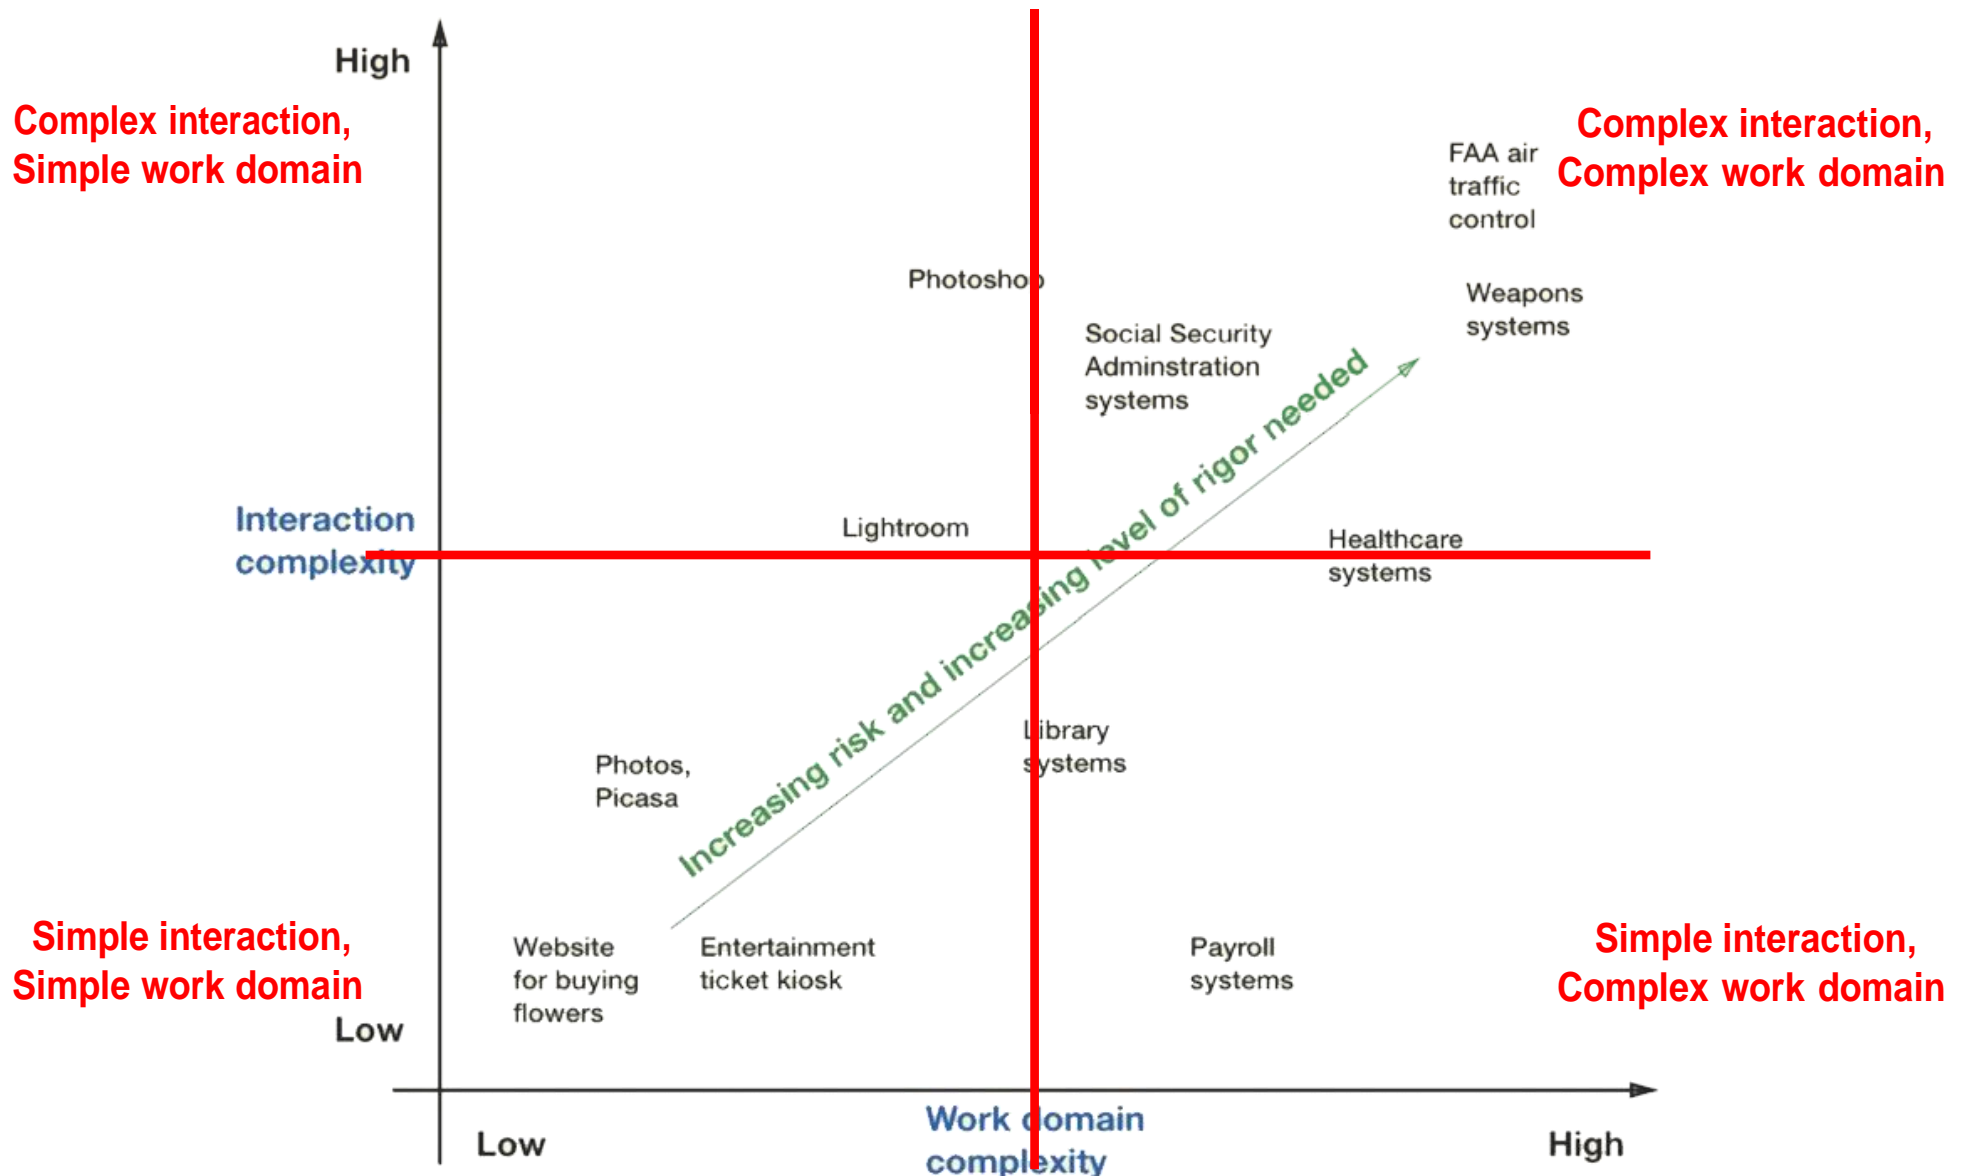 High
Complex interaction,
Simple work domain
Complex interaction,
Complex work domain
FAA air
traffic
control
Photoshop
Weapons
systems
Social Security
Adminstration
systems
Increasing risk and increasing level of rigor needed
Interaction
complexity
Lightroom
Healthcare
systems
Library
systems
Photos,
Picasa
Simple interaction,
Simple work domain
Website
for buying
flowers
Entertainment
ticket kiosk
Payroll
systems
Simple interaction,
Complex work domain
Low
Low
Work domain
complexity
High